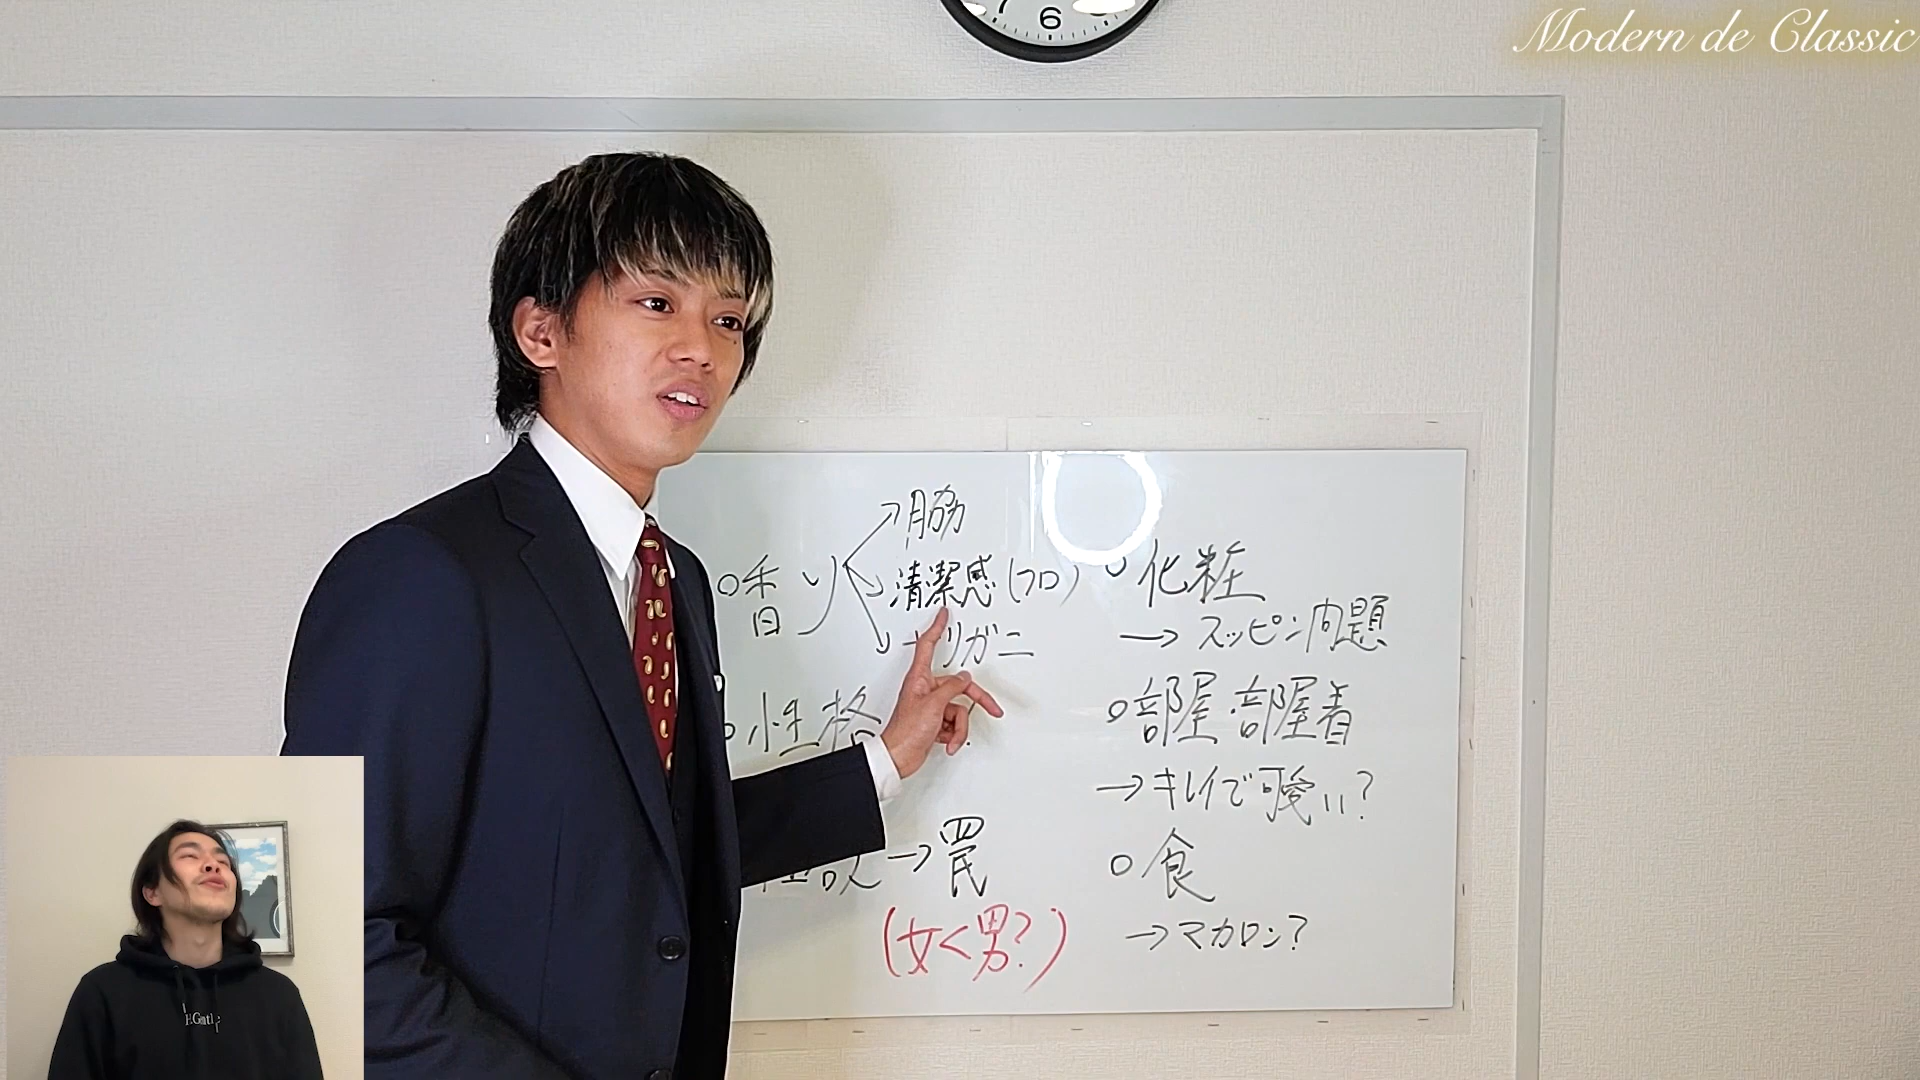 Modern de Classic
6
○香り
↗脇
清潔感(フロ)
リガニ
○性格
→罠
(女<男?)
○化粧
→スッピン問題
○部屋・部屋着
→キレイで可愛い?
○食
→マカロン?